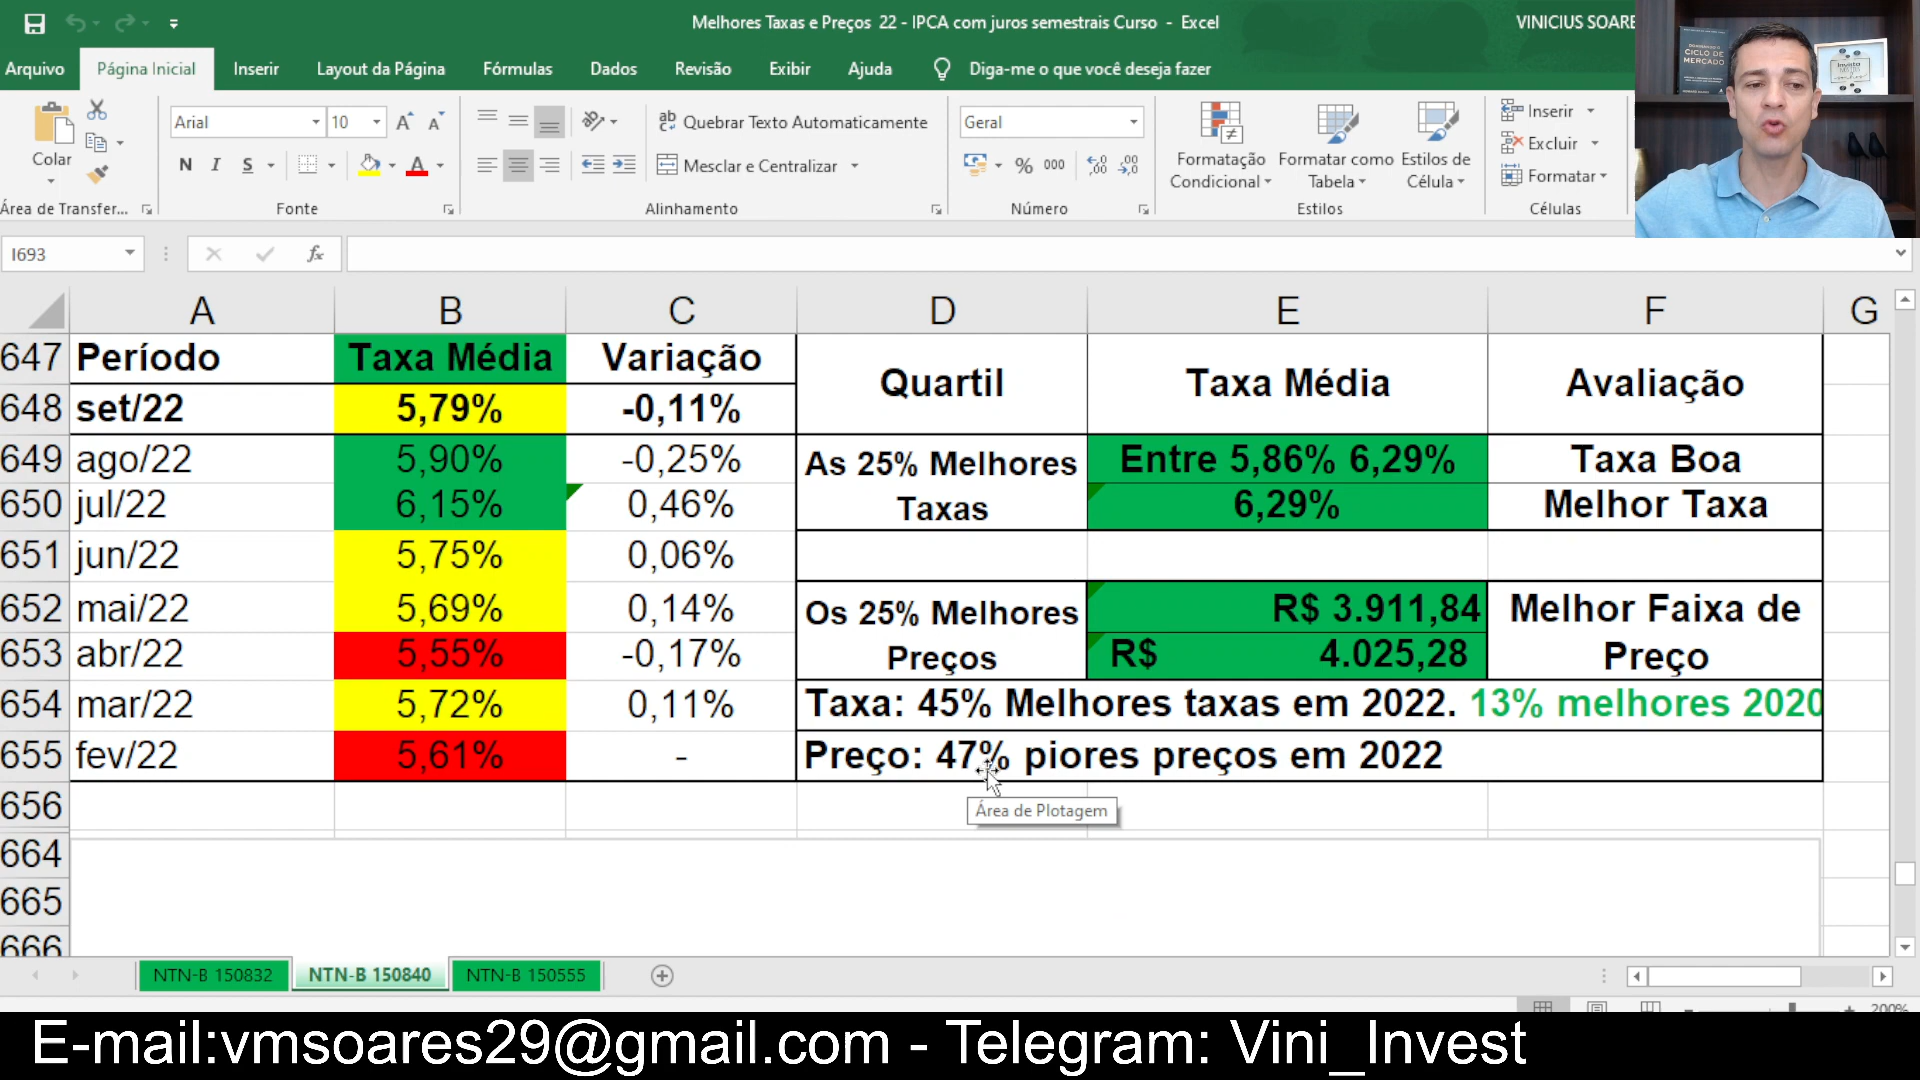 Melhores Taxas e Preços 22 - IPCA com juros semestrais Curso - Excel
VINICIUS SOARE
Arquivo Página Inicial Inserir Layout da Página Fórmulas Dados Revisão Exibir Ajuda Diga-me o que você deseja fazer
CICLO DE
MERCADO
Colar
Arial 10
N I S
Quebrar Texto Automaticamente
Mesclar e Centralizar
Geral
% 000
Formatação Condicional
Formatar como Tabela
Estilos de Célula
Inserir
Excluir
Formatar
Área de Transfer... Fonte Alinhamento Número Estilos Células
I693 fx
A B C D E F G
647 Período Taxa Média Variação Quartil Taxa Média Avaliação
648 set/22 5,79% -0,11%
649 ago/22 5,90% -0,25% As 25% Melhores Taxas Entre 5,86% 6,29% Taxa Boa
650 jul/22 6,15% 0,46% 6,29% Melhor Taxa
651 jun/22 5,75% 0,06%
652 mai/22 5,69% 0,14% Os 25% Melhores Preços R$ 3.911,84 Melhor Faixa de Preço
653 abr/22 5,55% -0,17% R$ 4.025,28
654 mar/22 5,72% 0,11% Taxa: 45% Melhores taxas em 2022. 13% melhores 2020
655 fev/22 5,61% - Preço: 47% piores preços em 2022
656
Área de Plotagem
664
665
666
NTN-B 150832 NTN-B 150840 NTN-B 150555
200%
E-mail:vmsoares29@gmail.com - Telegram: Vini_Invest